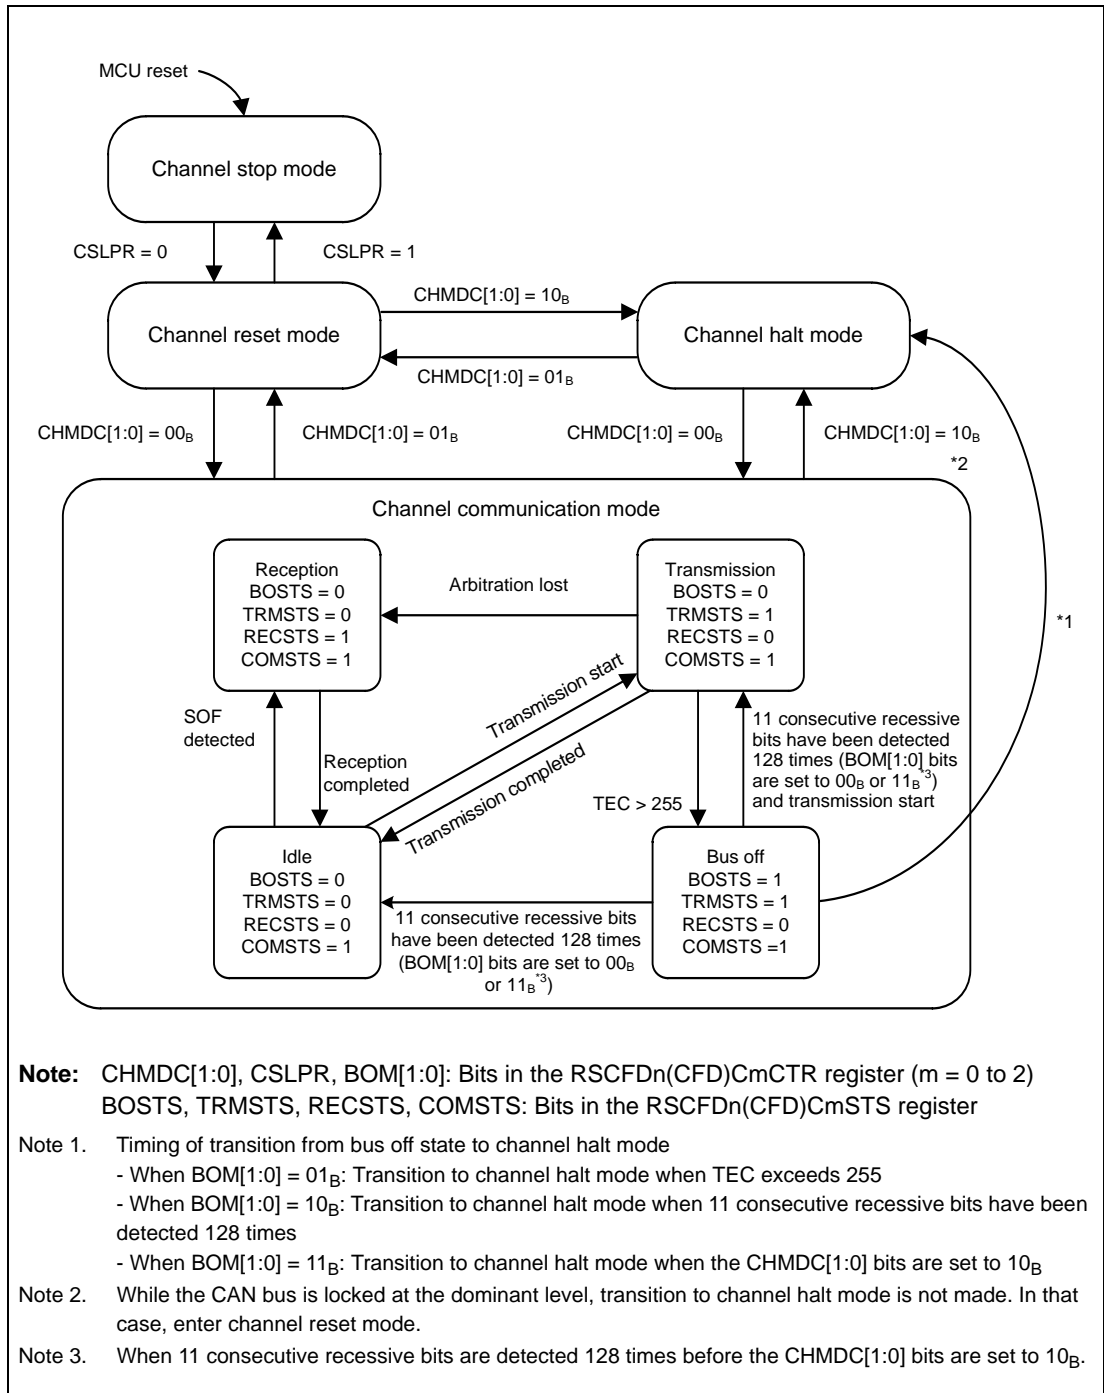 MCU reset
Channel stop mode
CSLPR = 0
CSLPR = 1
CHMDC[1:0] = 10B
Channel reset mode
Channel halt mode
CHMDC[1:0] = 01B
CHMDC[1:0] = 00B
CHMDC[1:0] = 01B
CHMDC[1:0] = 00B
CHMDC[1:0] = 10B
*2
Channel communication mode
Reception
BOSTS = 0
TRMSTS = 0
RECSTS = 1
COMSTS = 1
Arbitration lost
Transmission
BOSTS = 0
TRMSTS = 1
RECSTS = 0
COMSTS = 1
*1
SOF
detected
Reception
completed
Transmission start
Transmission completed
TEC > 255
11 consecutive recessive
bits have been detected
128 times (BOM[1:0] bits
are set to 00B or 11B*3)
and transmission start
Idle
BOSTS = 0
TRMSTS = 0
RECSTS = 0
COMSTS = 1
11 consecutive recessive bits
have been detected 128 times
(BOM[1:0] bits are set to 00B
or 11B*3)
Bus off
BOSTS = 1
TRMSTS = 1
RECSTS = 0
COMSTS =1
Note: CHMDC[1:0], CSLPR, BOM[1:0]: Bits in the RSCFDn(CFD)CmCTR register (m = 0 to 2)
BOSTS, TRMSTS, RECSTS, COMSTS: Bits in the RSCFDn(CFD)CmSTS register
Note 1. Timing of transition from bus off state to channel halt mode
- When BOM[1:0] = 01B: Transition to channel halt mode when TEC exceeds 255
- When BOM[1:0] = 10B: Transition to channel halt mode when 11 consecutive recessive bits have been
detected 128 times
- When BOM[1:0] = 11B: Transition to channel halt mode when the CHMDC[1:0] bits are set to 10B
Note 2. While the CAN bus is locked at the dominant level, transition to channel halt mode is not made. In that
case, enter channel reset mode.
Note 3. When 11 consecutive recessive bits are detected 128 times before the CHMDC[1:0] bits are set to 10B.